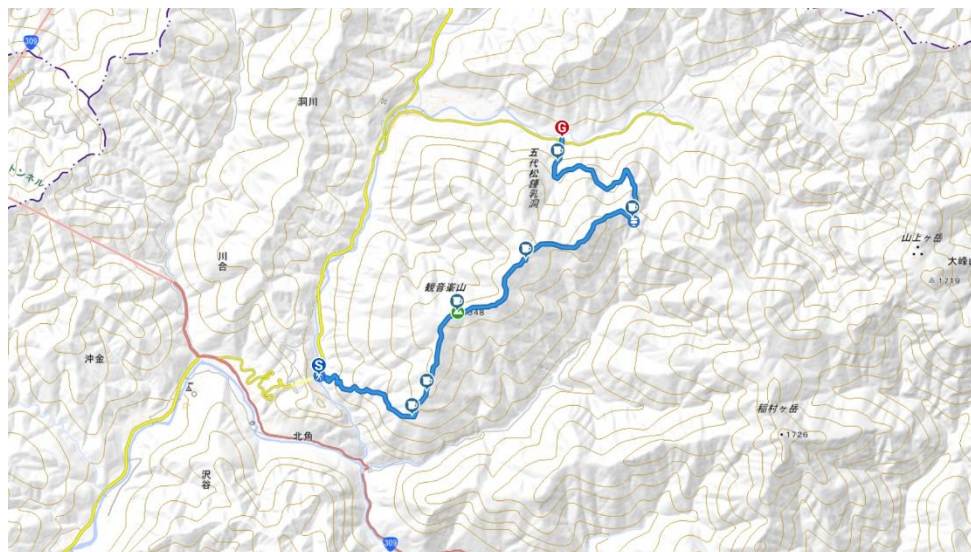 309
洞川
G
五代松鍾乳洞
トンネル
山上ヶ岳
川合
大峰山
1719
観音峯山
348
沖金
S
稲村ヶ岳
1726
北角
沢谷
309